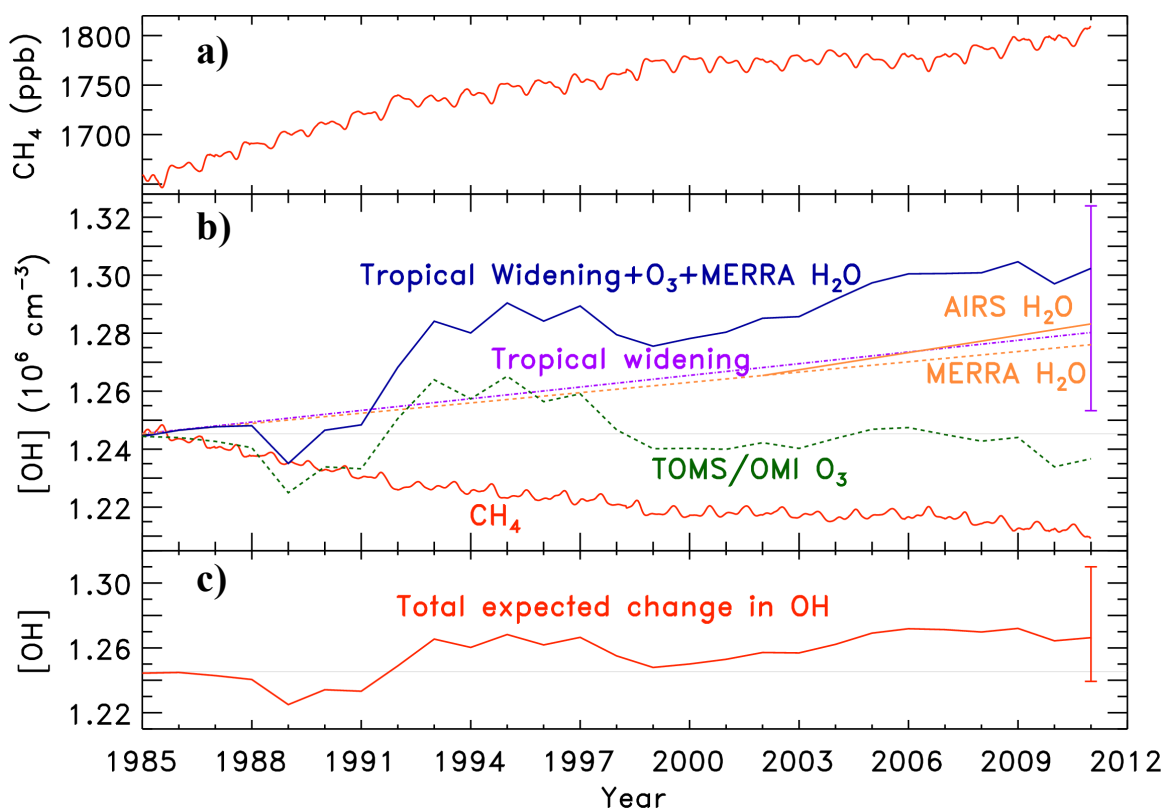 a)
CH₄ (ppb)
1800
1750
1700
b)
[OH] (10⁶ cm⁻³)
1.32
1.30
1.28
1.26
1.24
1.22
Tropical Widening+O₃+MERRA H₂O
AIRS H₂O
Tropical widening
MERRA H₂O
TOMS/OMI O₃
CH₄
c)
[OH]
1.30
1.26
1.22
Total expected change in OH
1985 1988 1991 1994 1997 2000 2003 2006 2009 2012
Year